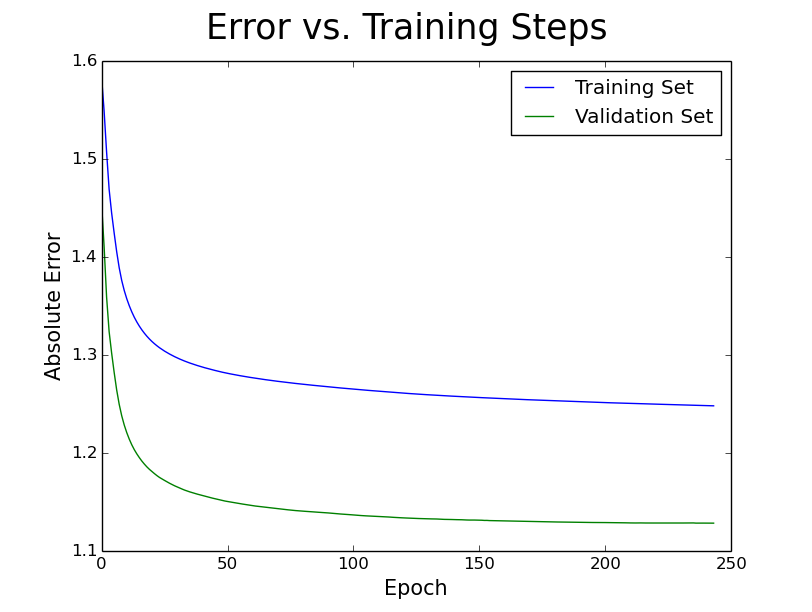 Error vs. Training Steps
Training Set
Validation Set
Absolute Error
1.6
1.5
1.4
1.3
1.2
1.1
0
50
100
150
200
250
Epoch